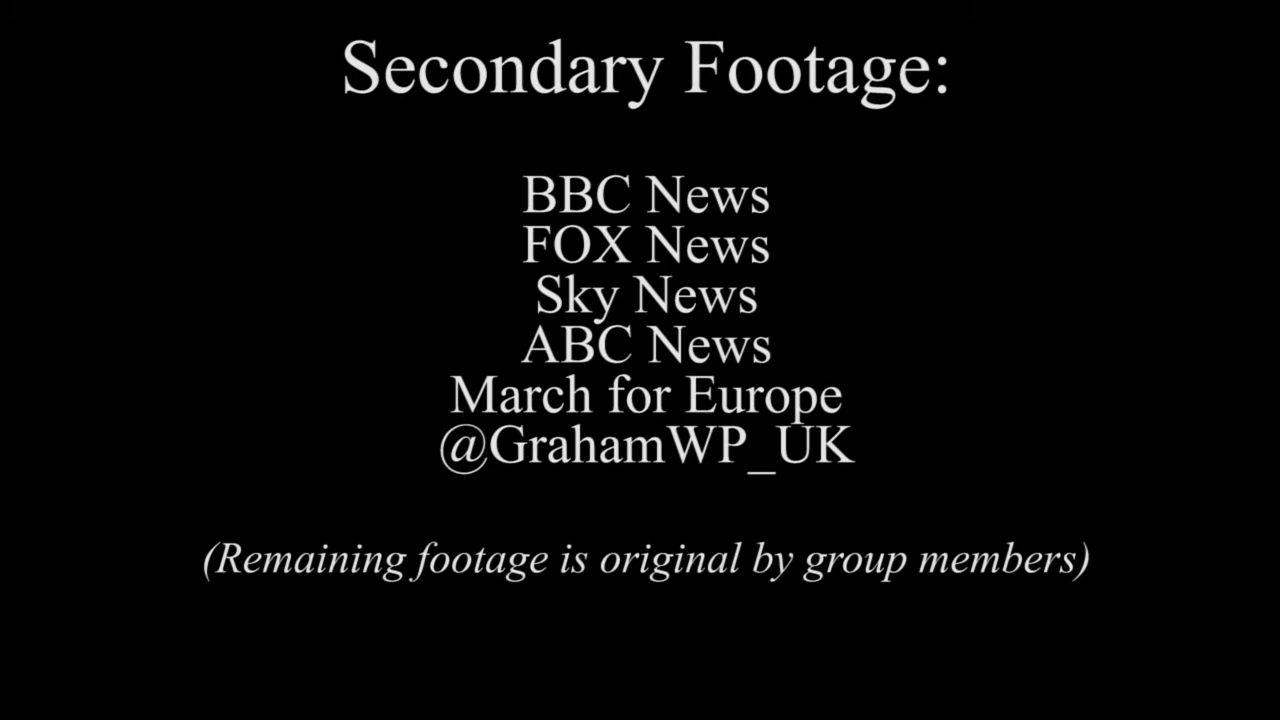 Secondary Footage:
BBC News
FOX News
Sky News
ABC News
March for Europe
@GrahamWP_UK
(Remaining footage is original by group members)